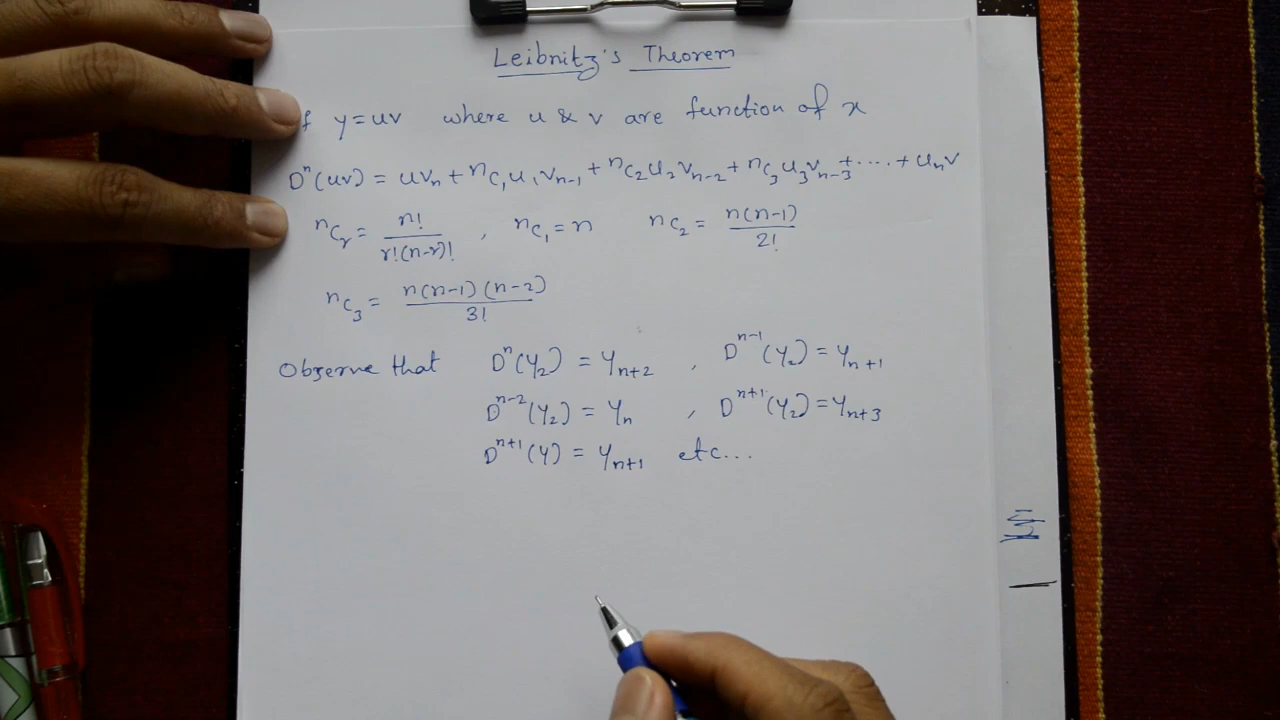 Leibnitz's Theorem
f y=uv where u & v are function of x
Dⁿ(uv) = uvₙ + ⁿC₁u₁vₙ₋₁ + ⁿC₂u₂vₙ₋₂ + ⁿC₃u₃vₙ₋₃ + .... + uₙv
ⁿCᵣ = n!/r!(n-r)! , ⁿC₁ = n ⁿC₂ = n(n-1)/2!
ⁿC₃ = n(n-1)(n-2)/3!
Observe that Dⁿ(y₂) = yₙ₊₂ , Dⁿ⁻¹(y₂) = yₙ₊₁
Dⁿ⁻²(y₂) = yₙ , Dⁿ⁺¹(y₂) = yₙ₊₃
Dⁿ⁺¹(y) = yₙ₊₁ etc...